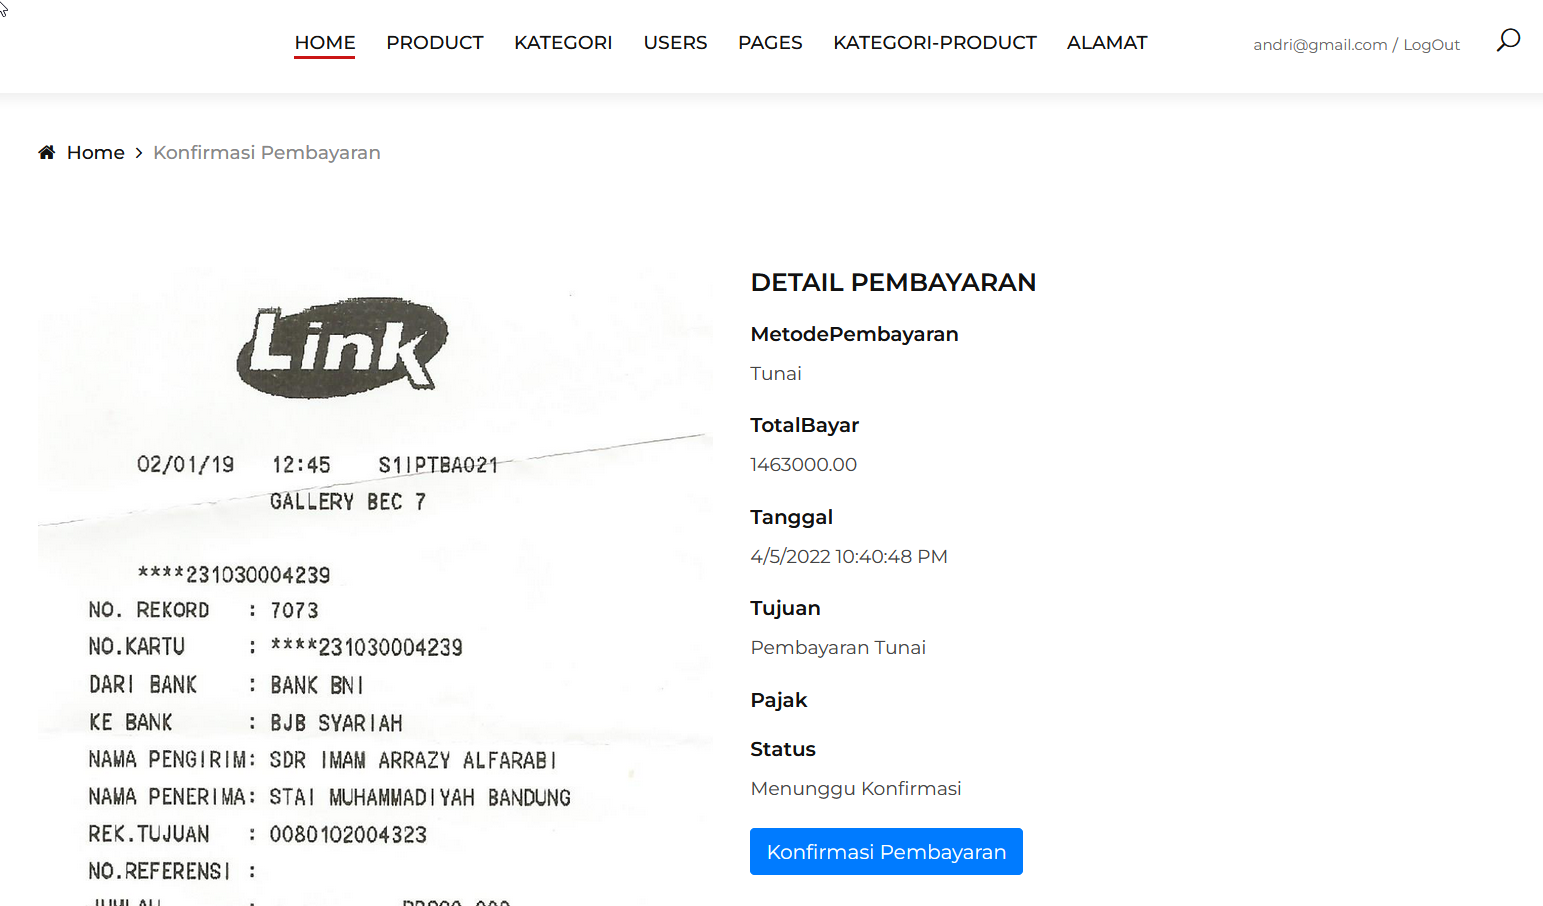 HOME PRODUCT KATEGORI USERS PAGES KATEGORI-PRODUCT ALAMAT andri@gmail.com / LogOut
Home > Konfirmasi Pembayaran
Link
02/01/19 12:45 S1IPTBA021
GALLERY BEC 7
****231030004239
NO. REKORD : 7073
NO.KARTU : ****231030004239
DARI BANK : BANK BNI
KE BANK : BJB SYARIAH
NAMA PENGIRIM: SDR IMAM ARRAZY ALFARABI
NAMA PENERIMA: STAI MUHAMMADIYAH BANDUNG
REK.TUJUAN : 0080102004323
NO.REFERENSI :
DETAIL PEMBAYARAN
MetodePembayaran
Tunai
TotalBayar
1463000.00
Tanggal
4/5/2022 10:40:48 PM
Tujuan
Pembayaran Tunai
Pajak
Status
Menunggu Konfirmasi
Konfirmasi Pembayaran